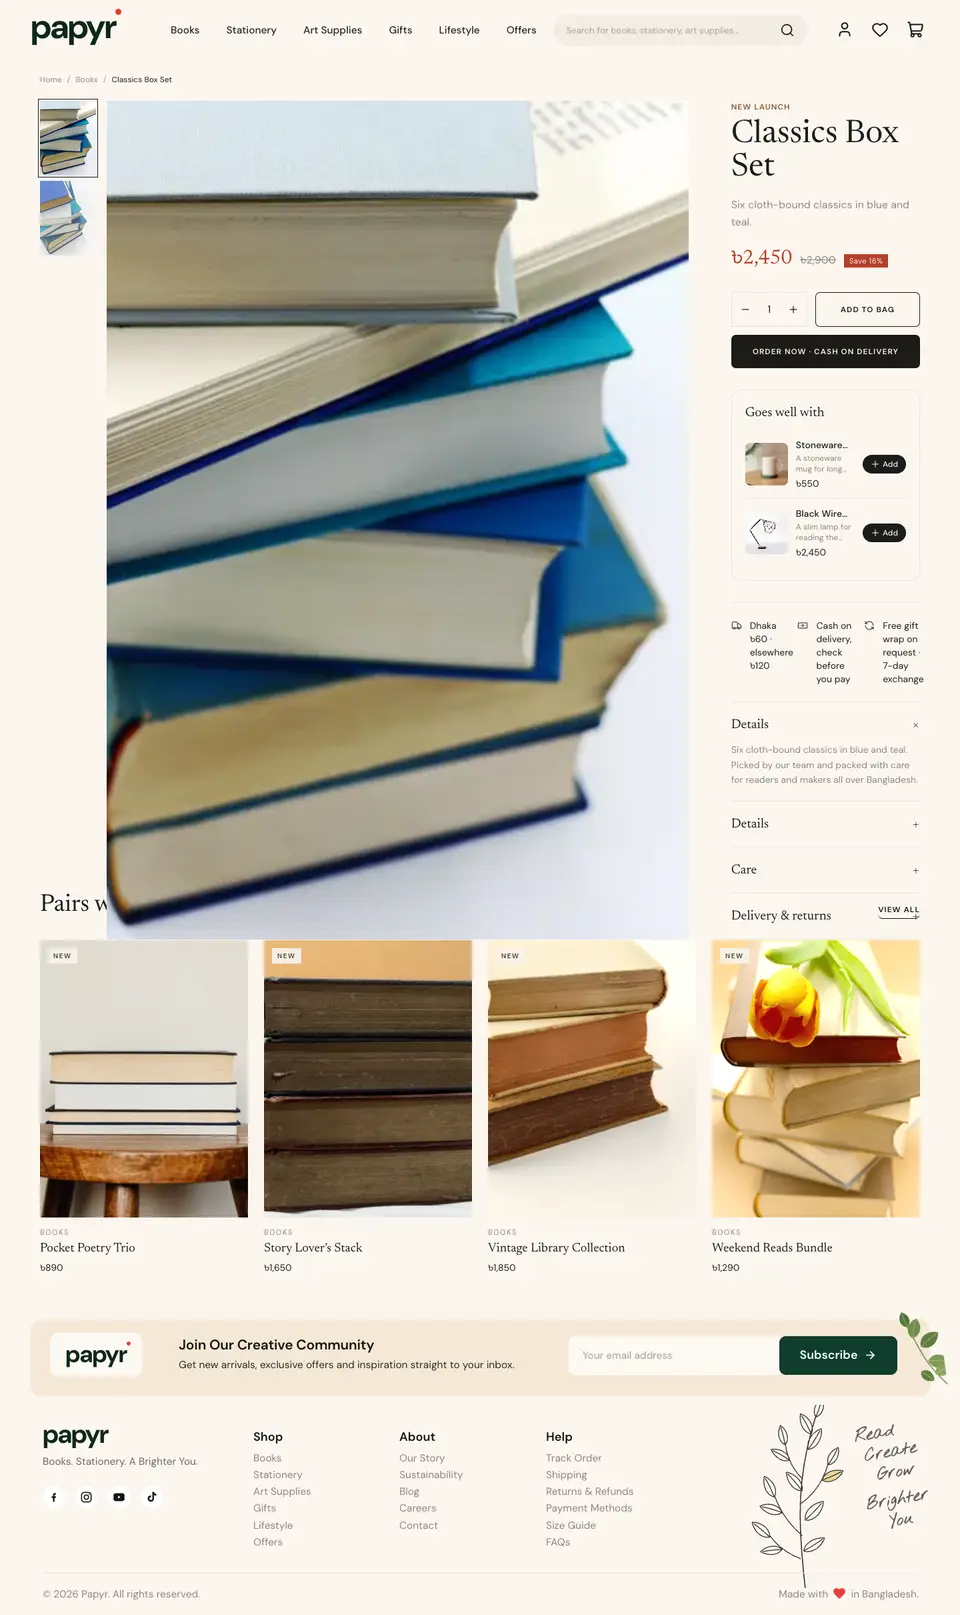 papyr
Books
Stationery
Art Supplies
Gifts
Lifestyle
Offers
Search for books, stationery, art supplies...
Home / Books / Classics Box Set
NEW LAUNCH
Classics Box
Set
Six cloth-bound classics in blue and
teal.
৳2,450 ৳2,900 Save 16%
− 1 +
ADD TO BAG
ORDER NOW · CASH ON DELIVERY
Goes well with
Stoneware...
A stoneware
mug for long...
৳550
+ Add
Black Wire...
A slim lamp for
reading the...
৳2,450
+ Add
Dhaka
৳60 ·
elsewhere
৳120
Cash on
delivery,
check
before
you pay
Free gift
wrap on
request ·
7-day
exchange
Details ×
Six cloth-bound classics in blue and teal.
Picked by our team and packed with care
for readers and makers all over Bangladesh.
Details +
Care +
Delivery & returns +
Pairs w
VIEW ALL
NEW
NEW
NEW
NEW
BOOKS
Pocket Poetry Trio
৳890
BOOKS
Story Lover's Stack
৳1,650
BOOKS
Vintage Library Collection
৳1,850
BOOKS
Weekend Reads Bundle
৳1,290
papyr
Join Our Creative Community
Get new arrivals, exclusive offers and inspiration straight to your inbox.
Your email address
Subscribe →
papyr
Books. Stationery. A Brighter You.
Shop
Books
Stationery
Art Supplies
Gifts
Lifestyle
Offers
About
Our Story
Sustainability
Blog
Careers
Contact
Help
Track Order
Shipping
Returns & Refunds
Payment Methods
Size Guide
FAQs
Read
Create
Grow
Brighter
You
© 2026 Papyr. All rights reserved.
Made with ❤️ in Bangladesh.